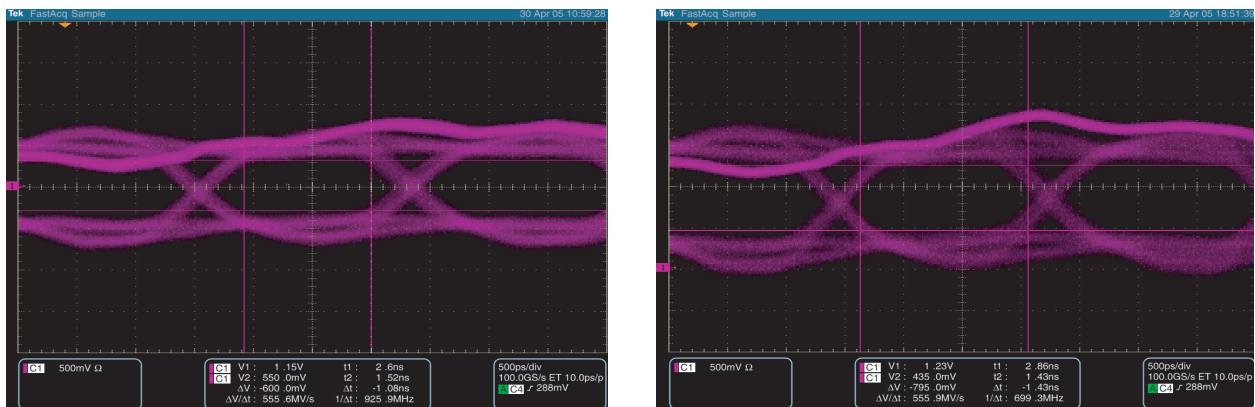 Tek FastAcq Sample 30 Apr 05 10:59:28
1
C1 500mV Ω
C1 V1 : 1 .15V t1 : 2 .6ns
C1 V2 : 550 .0mV t2 : 1 .52ns
ΔV : -600 .0mV Δt : -1 .08ns
ΔV/Δt : 555 .6MV/s 1/Δt : 925 .9MHz
500ps/div
100.0GS/s ET 10.0ps/p
A C4 288mV
Tek FastAcq Sample 29 Apr 05 18:51:39
1
C1 500mV Ω
C1 V1 : 1 .23V t1 : 2 .86ns
C1 V2 : 435 .0mV t2 : 1 .43ns
ΔV : -795 .0mV Δt : -1 .43ns
ΔV/Δt : 555 .9MV/s 1/Δt : 699 .3MHz
500ps/div
100.0GS/s ET 10.0ps/p
A C4 288mV